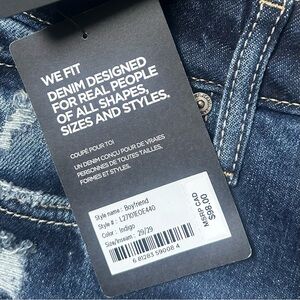 WE FIT
DENIM DESIGNED
FOR REAL PEOPLE
OF ALL SHAPES,
SIZES AND STYLES.
COUPÉ POUR TOI
UN DENIM CONÇU POUR DE VRAIES
PERSONNES DE TOUTES TAILLES,
FORMES ET STYLES.
Style name: Boyfriend
Style #: L27101EOE440
Color: Indigo
Size/Inseam: 29/29
MSRP CAD
$98.00